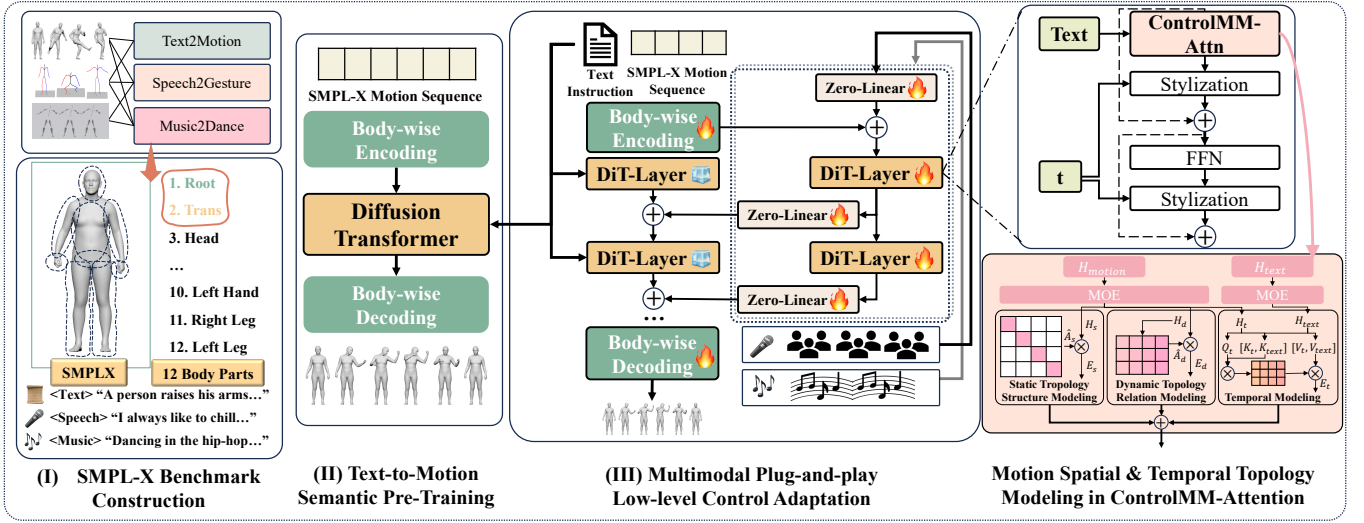 Text2Motion
Speech2Gesture
Music2Dance
1. Root
2. Trans
3. Head
...
10. Left Hand
11. Right Leg
12. Left Leg
SMPLX
12 Body Parts
<Text> “A person raises his arms…”
<Speech> “I always like to chill…”
<Music> “Dancing in the hip-hop…”
(I) SMPL-X Benchmark
Construction
SMPL-X Motion Sequence
Body-wise
Encoding
Diffusion
Transformer
Body-wise
Decoding
(II) Text-to-Motion
Semantic Pre-Training
Text
Instruction
SMPL-X Motion
Sequence
Body-wise
Encoding
DiT-Layer
DiT-Layer
...
Body-wise
Decoding
Zero-Linear
DiT-Layer
Zero-Linear
DiT-Layer
Zero-Linear
(III) Multimodal Plug-and-play
Low-level Control Adaptation
Text
t
ControlMM-
Attn
Stylization
FFN
Stylization
H_motion
H_text
MOE
MOE
H_s
Â_s
E_s
Static Tropology
Structure Modeling
H_d
Â_d
E_d
Dynamic Topology
Relation Modeling
H_t
H_text
Q_t [K_t, K_text] [V_t, V_text]
E_t
Temporal Modeling
Motion Spatial & Temporal Topology
Modeling in ControlMM-Attention